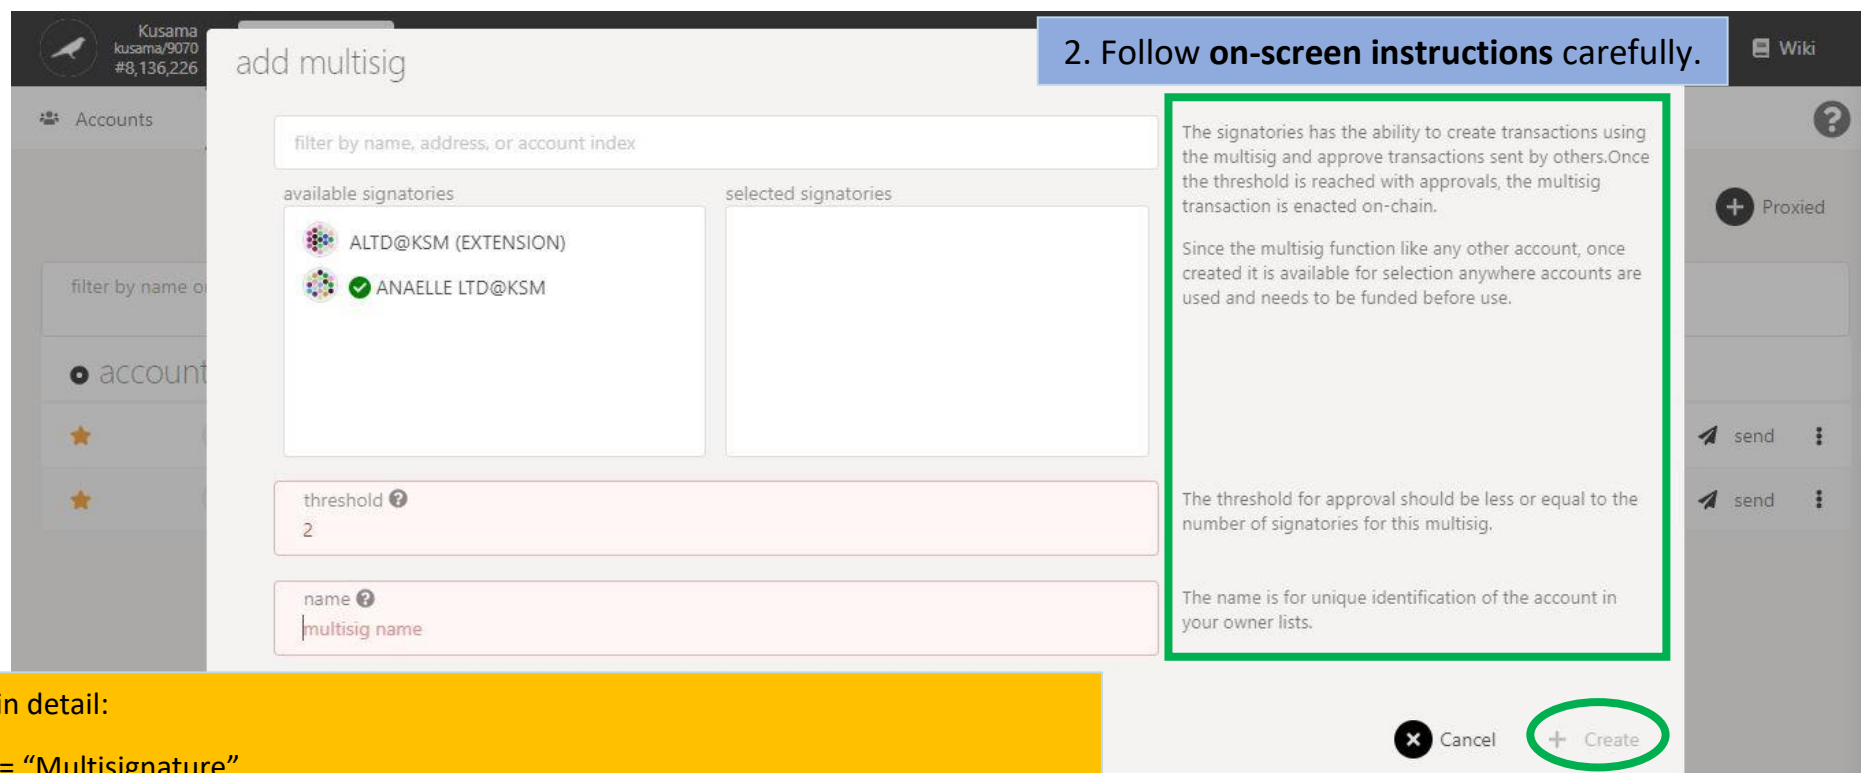 Kusama
kusama/9070
#8,136,226
add multisig
2. Follow on-screen instructions carefully.
Wiki
Accounts
filter by name, address, or account index
available signatories
selected signatories
ALTD@KSM (EXTENSION)
ANAELLE LTD@KSM
The signatories has the ability to create transactions using
the multisig and approve transactions sent by others.Once
the threshold is reached with approvals, the multisig
transaction is enacted on-chain.
Since the multisig function like any other account, once
created it is available for selection anywhere accounts are
used and needs to be funded before use.
Proxied
filter by name o
account
send
send
threshold
2
The threshold for approval should be less or equal to the
number of signatories for this multisig.
name
multisig name
The name is for unique identification of the account in
your owner lists.
in detail:
= “Multisignature”
Cancel
Create